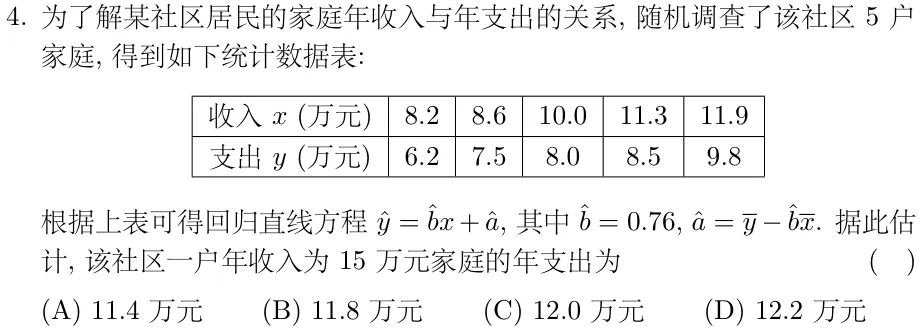 4. 为了解某社区居民的家庭年收入与年支出的关系, 随机调查了该社区 5 户
家庭, 得到如下统计数据表:
收入 x (万元) 8.2 8.6 10.0 11.3 11.9
支出 y (万元) 6.2 7.5 8.0 8.5 9.8
根据上表可得回归直线方程 ŷ = b̂x + â, 其中 b̂ = 0.76, â = y̅ − b̂x̅. 据此估
计, 该社区一户年收入为 15 万元家庭的年支出为 ( )
(A) 11.4 万元 (B) 11.8 万元 (C) 12.0 万元 (D) 12.2 万元